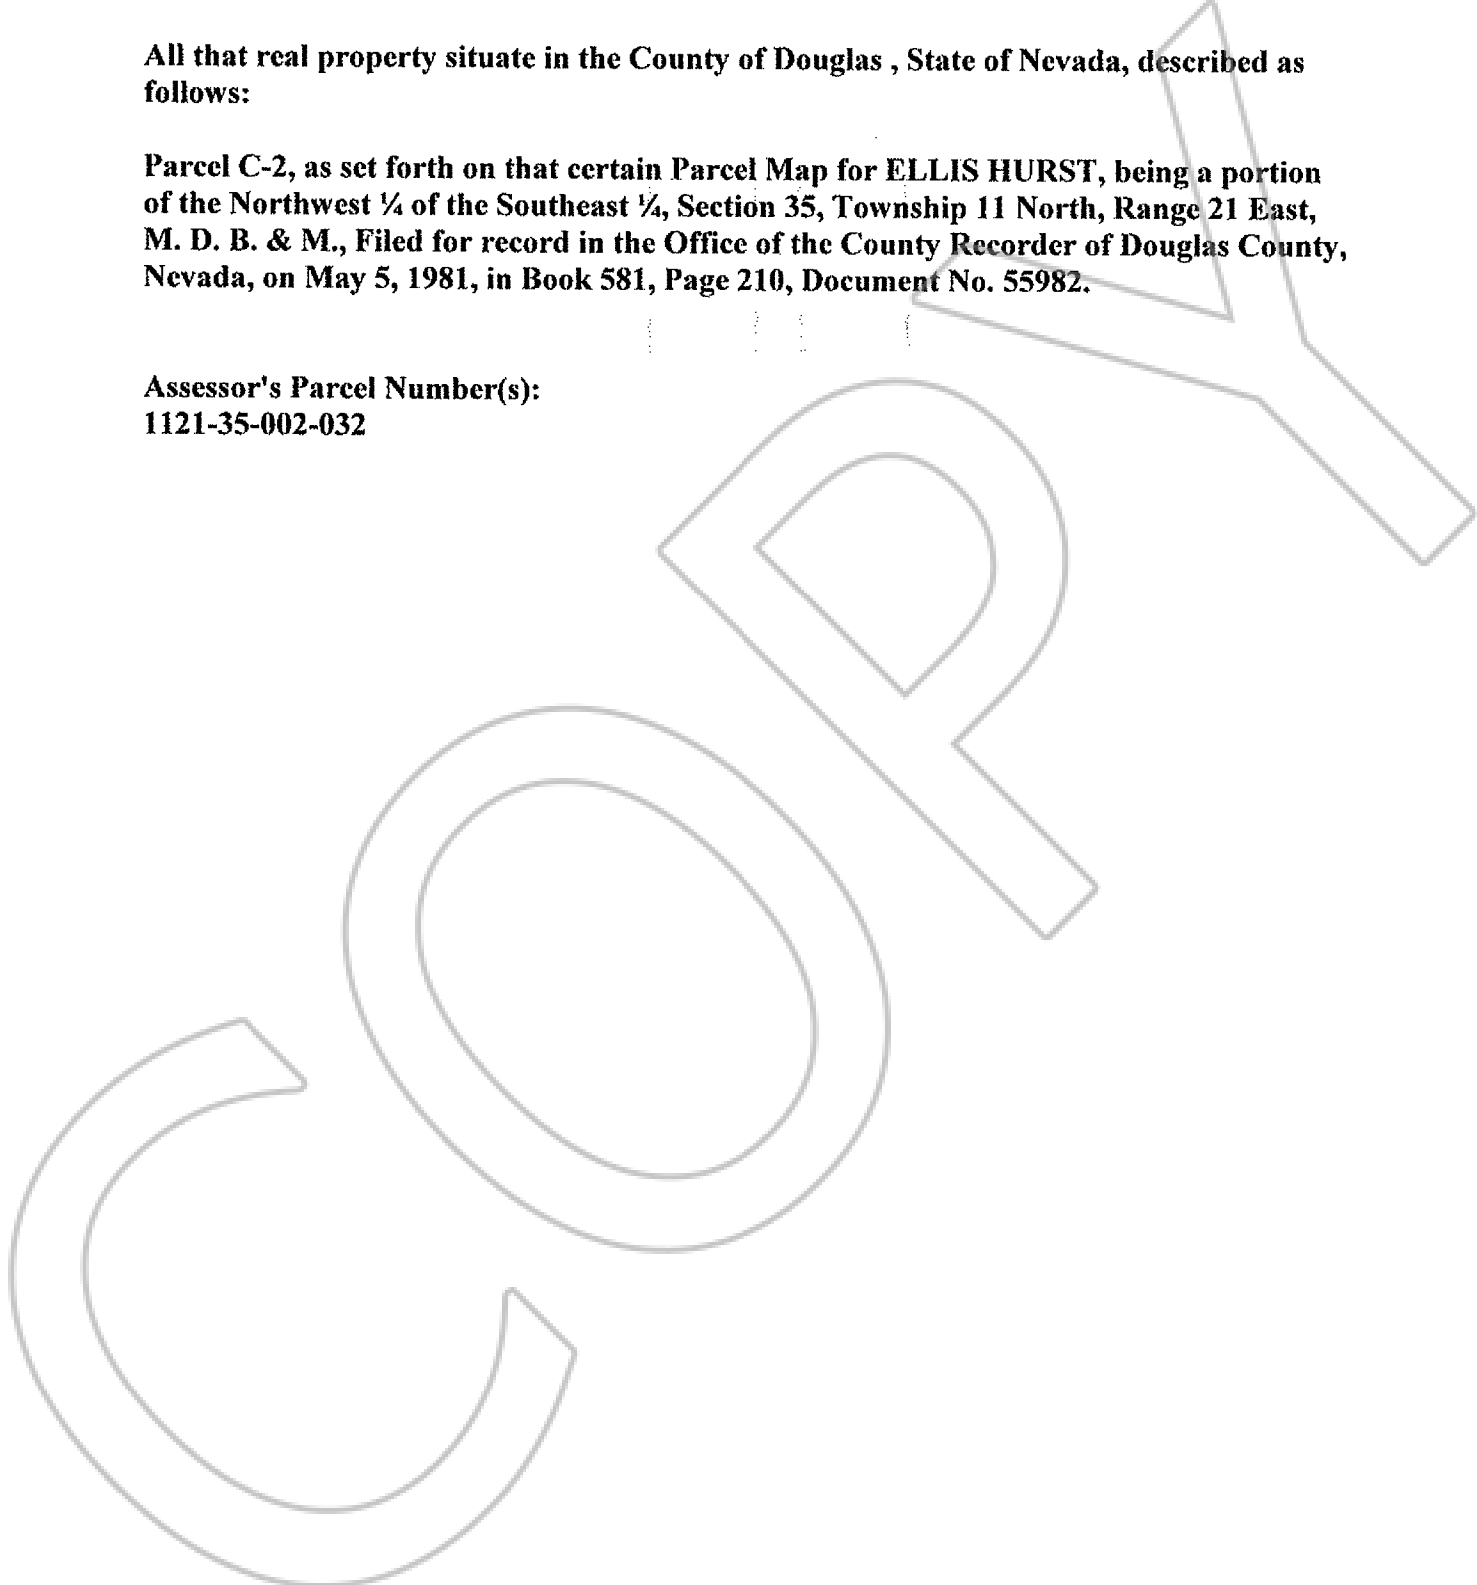 All that real property situate in the County of Douglas , State of Nevada, described as
follows:
Parcel C-2, as set forth on that certain Parcel Map for ELLIS HURST, being a portion
of the Northwest ¼ of the Southeast ¼, Section 35, Township 11 North, Range 21 East,
M. D. B. & M., Filed for record in the Office of the County Recorder of Douglas County,
Nevada, on May 5, 1981, in Book 581, Page 210, Document No. 55982.
Assessor's Parcel Number(s):
1121-35-002-032
COPY